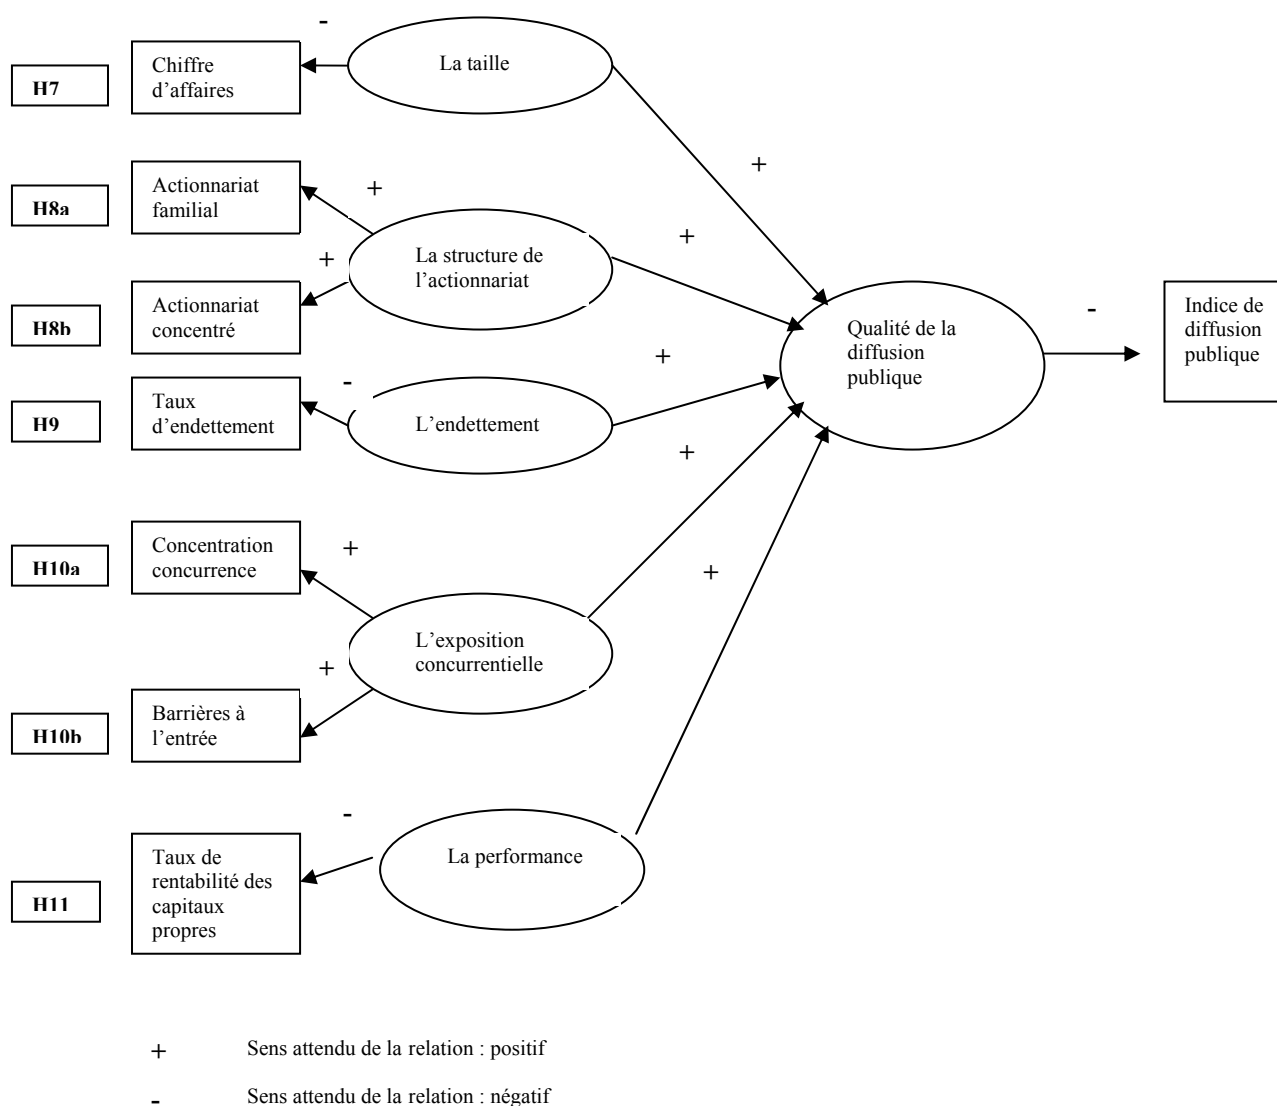 -
H7
Chiffre
d'affaires
La taille
+
H8a
Actionnariat
familial
+
+
La structure de
l'actionnariat
+
H8b
Actionnariat
concentré
Qualité de la
diffusion
publique
-
Indice de
diffusion
publique
+
H9
Taux
d'endettement
-
L'endettement
+
H10a
Concentration
concurrence
+
+
L'exposition
concurrentielle
+
H10b
Barrières à
l'entrée
-
H11
Taux de
rentabilité des
capitaux
propres
La performance
+ Sens attendu de la relation : positif
- Sens attendu de la relation : négatif